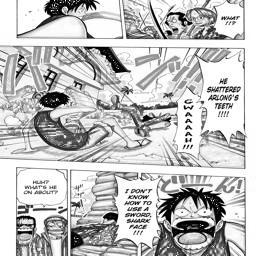 WHAT
!!?
HE
SHATTERED
ARLONG'S
TEETH
!!!!
GWAAAAH
!!!
HUH?
WHAT'S HE
ON ABOUT?
I DON'T
KNOW HOW
TO USE
A SWORD,
SHARK
FACE
!!!